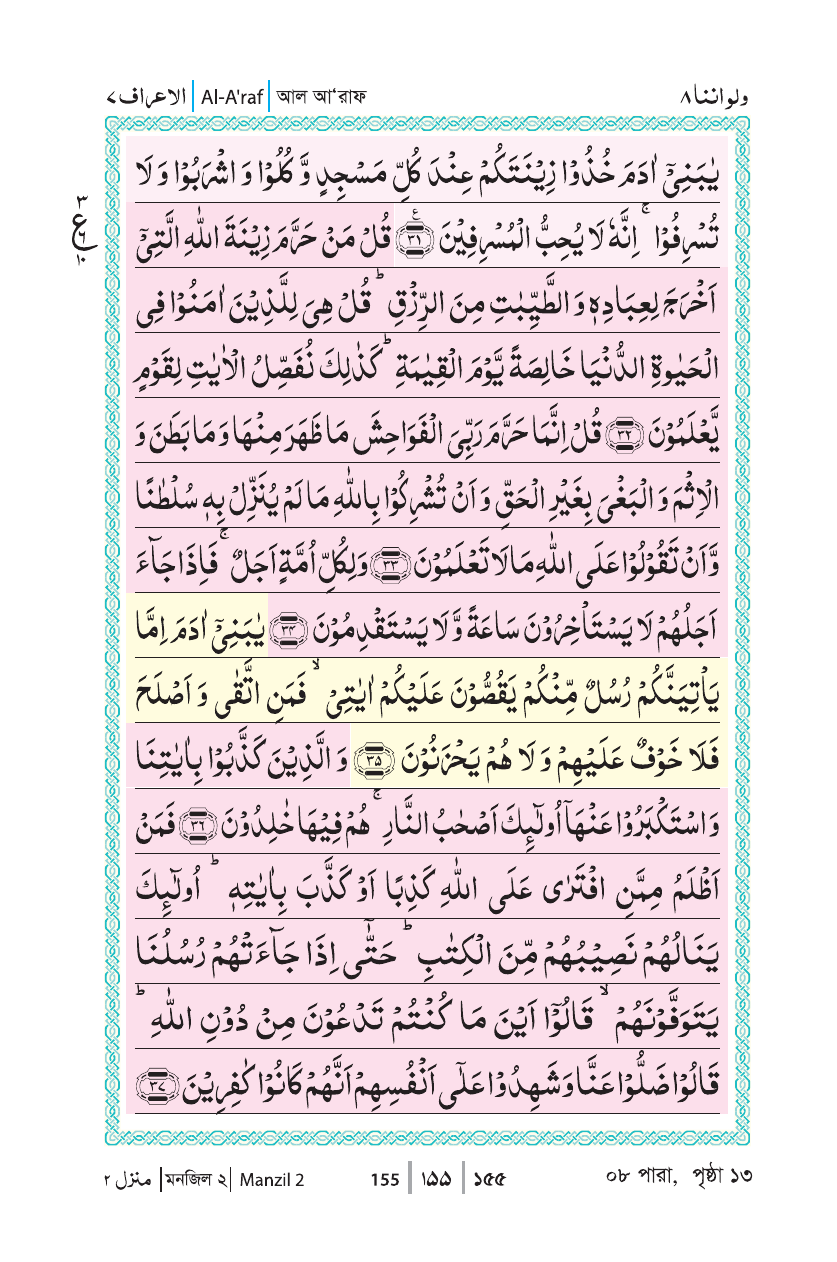 الاعراف ٧ | Al-A'raf | আল আ'রাফ ولواننا ٨
يٰبَنِيْۤ اٰدَمَ خُذُوْا زِيْنَتَكُمْ عِنْدَ كُلِّ مَسْجِدٍ وَّ كُلُوْا وَ اشْرَبُوْا وَ لَا
تُسْرِفُوْا ۚ اِنَّهٗ لَا يُحِبُّ الْمُسْرِفِيْنَ ﴿٣١﴾ۧ قُلْ مَنْ حَرَّمَ زِيْنَةَ اللّٰهِ الَّتِيْۤ
٣
ع
٦
١٠
اَخْرَجَ لِعِبَادِهٖ وَ الطَّيِّبٰتِ مِنَ الرِّزْقِ ؕ قُلْ هِيَ لِلَّذِيْنَ اٰمَنُوْا فِي
الْحَيٰوةِ الدُّنْيَا خَالِصَةً يَّوْمَ الْقِيٰمَةِ ؕ كَذٰلِكَ نُفَصِّلُ الْاٰيٰتِ لِقَوْمٍ
يَّعْلَمُوْنَ ﴿٣٢﴾ قُلْ اِنَّمَا حَرَّمَ رَبِّيَ الْفَوَاحِشَ مَا ظَهَرَ مِنْهَا وَ مَا بَطَنَ وَ
الْاِثْمَ وَ الْبَغْيَ بِغَيْرِ الْحَقِّ وَ اَنْ تُشْرِكُوْا بِاللّٰهِ مَا لَمْ يُنَزِّلْ بِهٖ سُلْطٰنًا
وَّ اَنْ تَقُوْلُوْا عَلَى اللّٰهِ مَا لَا تَعْلَمُوْنَ ﴿٣٣﴾ وَ لِكُلِّ اُمَّةٍ اَجَلٌ ۚ فَاِذَا جَآءَ
اَجَلُهُمْ لَا يَسْتَاْخِرُوْنَ سَاعَةً وَّ لَا يَسْتَقْدِمُوْنَ ﴿٣٤﴾ يٰبَنِيْۤ اٰدَمَ اِمَّا
يَاْتِيَنَّكُمْ رُسُلٌ مِّنْكُمْ يَقُصُّوْنَ عَلَيْكُمْ اٰيٰتِيْ ۙ فَمَنِ اتَّقٰى وَ اَصْلَحَ
فَلَا خَوْفٌ عَلَيْهِمْ وَ لَا هُمْ يَحْزَنُوْنَ ﴿٣٥﴾ وَ الَّذِيْنَ كَذَّبُوْا بِاٰيٰتِنَا
وَ اسْتَكْبَرُوْا عَنْهَاۤ اُولٰٓئِكَ اَصْحٰبُ النَّارِ ۚ هُمْ فِيْهَا خٰلِدُوْنَ ﴿٣٦﴾ فَمَنْ
اَظْلَمُ مِمَّنِ افْتَرٰى عَلَى اللّٰهِ كَذِبًا اَوْ كَذَّبَ بِاٰيٰتِهٖ ؕ اُولٰٓئِكَ
يَنَالُهُمْ نَصِيْبُهُمْ مِّنَ الْكِتٰبِ ؕ حَتّٰۤى اِذَا جَآءَتْهُمْ رُسُلُنَا
يَتَوَفَّوْنَهُمْ ۙ قَالُوْۤا اَيْنَ مَا كُنْتُمْ تَدْعُوْنَ مِنْ دُوْنِ اللّٰهِ ؕ
قَالُوْا ضَلُّوْا عَنَّا وَ شَهِدُوْا عَلٰۤى اَنْفُسِهِمْ اَنَّهُمْ كَانُوْا كٰفِرِيْنَ ﴿٣٧﴾
منزل ٢ | মনজিল ২ | Manzil 2 155 | ١٥٥ | ১৫৫ ০৮ পারা, পৃষ্ঠা ১৩